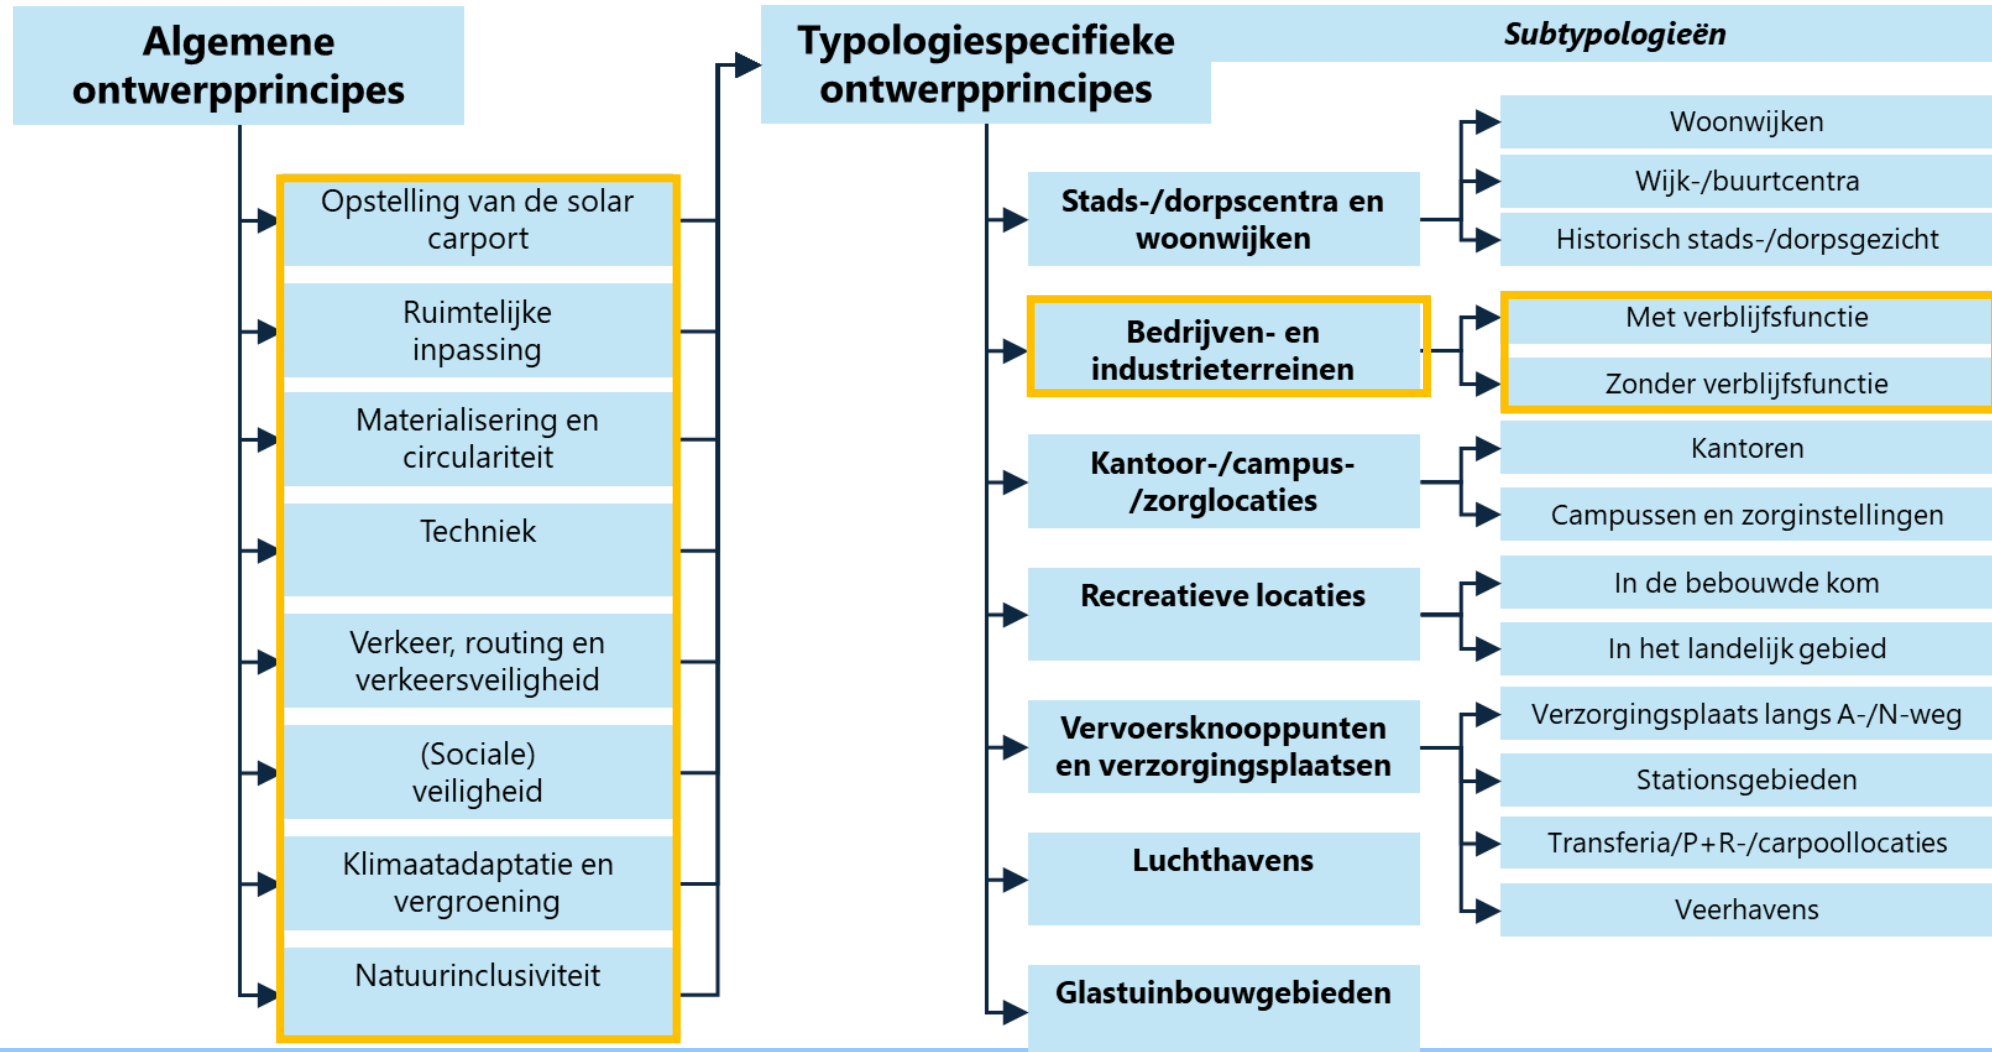 Algemene
ontwerpprincipes
Opstelling van de solar
carport
Ruimtelijke
inpassing
Materialisering en
circulariteit
Techniek
Verkeer, routing en
verkeersveiligheid
(Sociale)
veiligheid
Klimaatadaptatie en
vergroening
Natuurinclusiviteit
Typologiespecifieke
ontwerpprincipes
Subtypologieën
Stads-/dorpscentra en
woonwijken
Woonwijken
Wijk-/buurtcentra
Historisch stads-/dorpsgezicht
Bedrijven- en
industrieterreinen
Met verblijfsfunctie
Zonder verblijfsfunctie
Kantoor-/campus-
/zorglocaties
Kantoren
Campussen en zorginstellingen
Recreatieve locaties
In de bebouwde kom
In het landelijk gebied
Vervoersknooppunten
en verzorgingsplaatsen
Verzorgingsplaats langs A-/N-weg
Stationsgebieden
Transferia/P+R-/carpoollocaties
Veerhavens
Luchthavens
Glastuinbouwgebieden